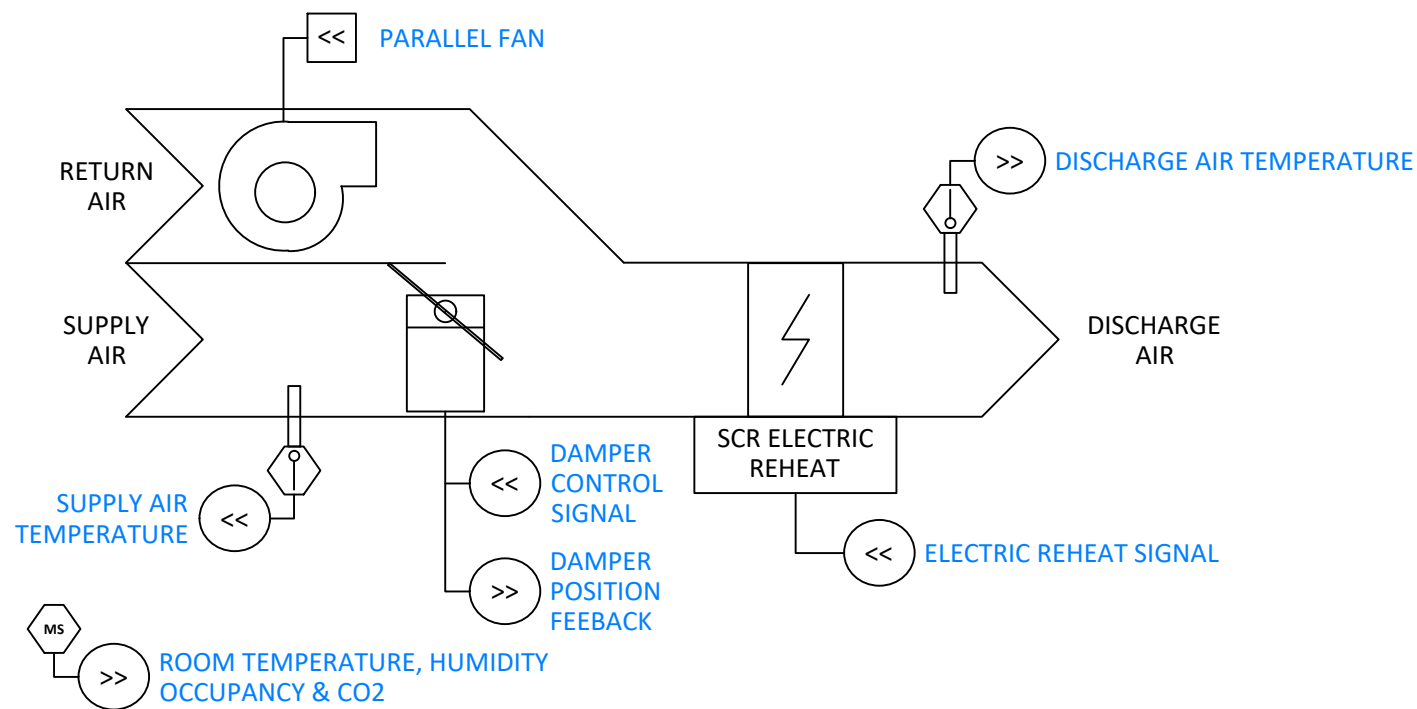 << PARALLEL FAN
RETURN
AIR
>> DISCHARGE AIR TEMPERATURE
SUPPLY
AIR
DISCHARGE
AIR
SCR ELECTRIC
REHEAT
SUPPLY AIR
TEMPERATURE
<<
<<
DAMPER
CONTROL
SIGNAL
<< ELECTRIC REHEAT SIGNAL
>>
DAMPER
POSITION
FEEBACK
MS
>>
ROOM TEMPERATURE, HUMIDITY
OCCUPANCY & CO2